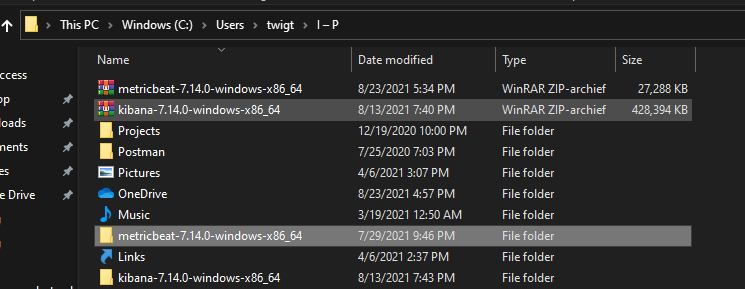 This PC > Windows (C:) > Users > twigt > I – P
Name Date modified Type Size
metricbeat-7.14.0-windows-x86_64 8/23/2021 5:34 PM WinRAR ZIP-archief 27,288 KB
kibana-7.14.0-windows-x86_64 8/13/2021 7:40 PM WinRAR ZIP-archief 428,394 KB
Projects 12/19/2020 10:00 PM File folder
Postman 7/25/2020 7:03 PM File folder
Pictures 4/6/2021 3:07 PM File folder
OneDrive 8/23/2021 4:57 PM File folder
Music 3/19/2021 12:50 AM File folder
metricbeat-7.14.0-windows-x86_64 7/29/2021 9:46 PM File folder
Links 4/6/2021 2:37 PM File folder
kibana-7.14.0-windows-x86_64 8/13/2021 7:43 PM File folder
ccess
op
loads
ments
es
e Drive